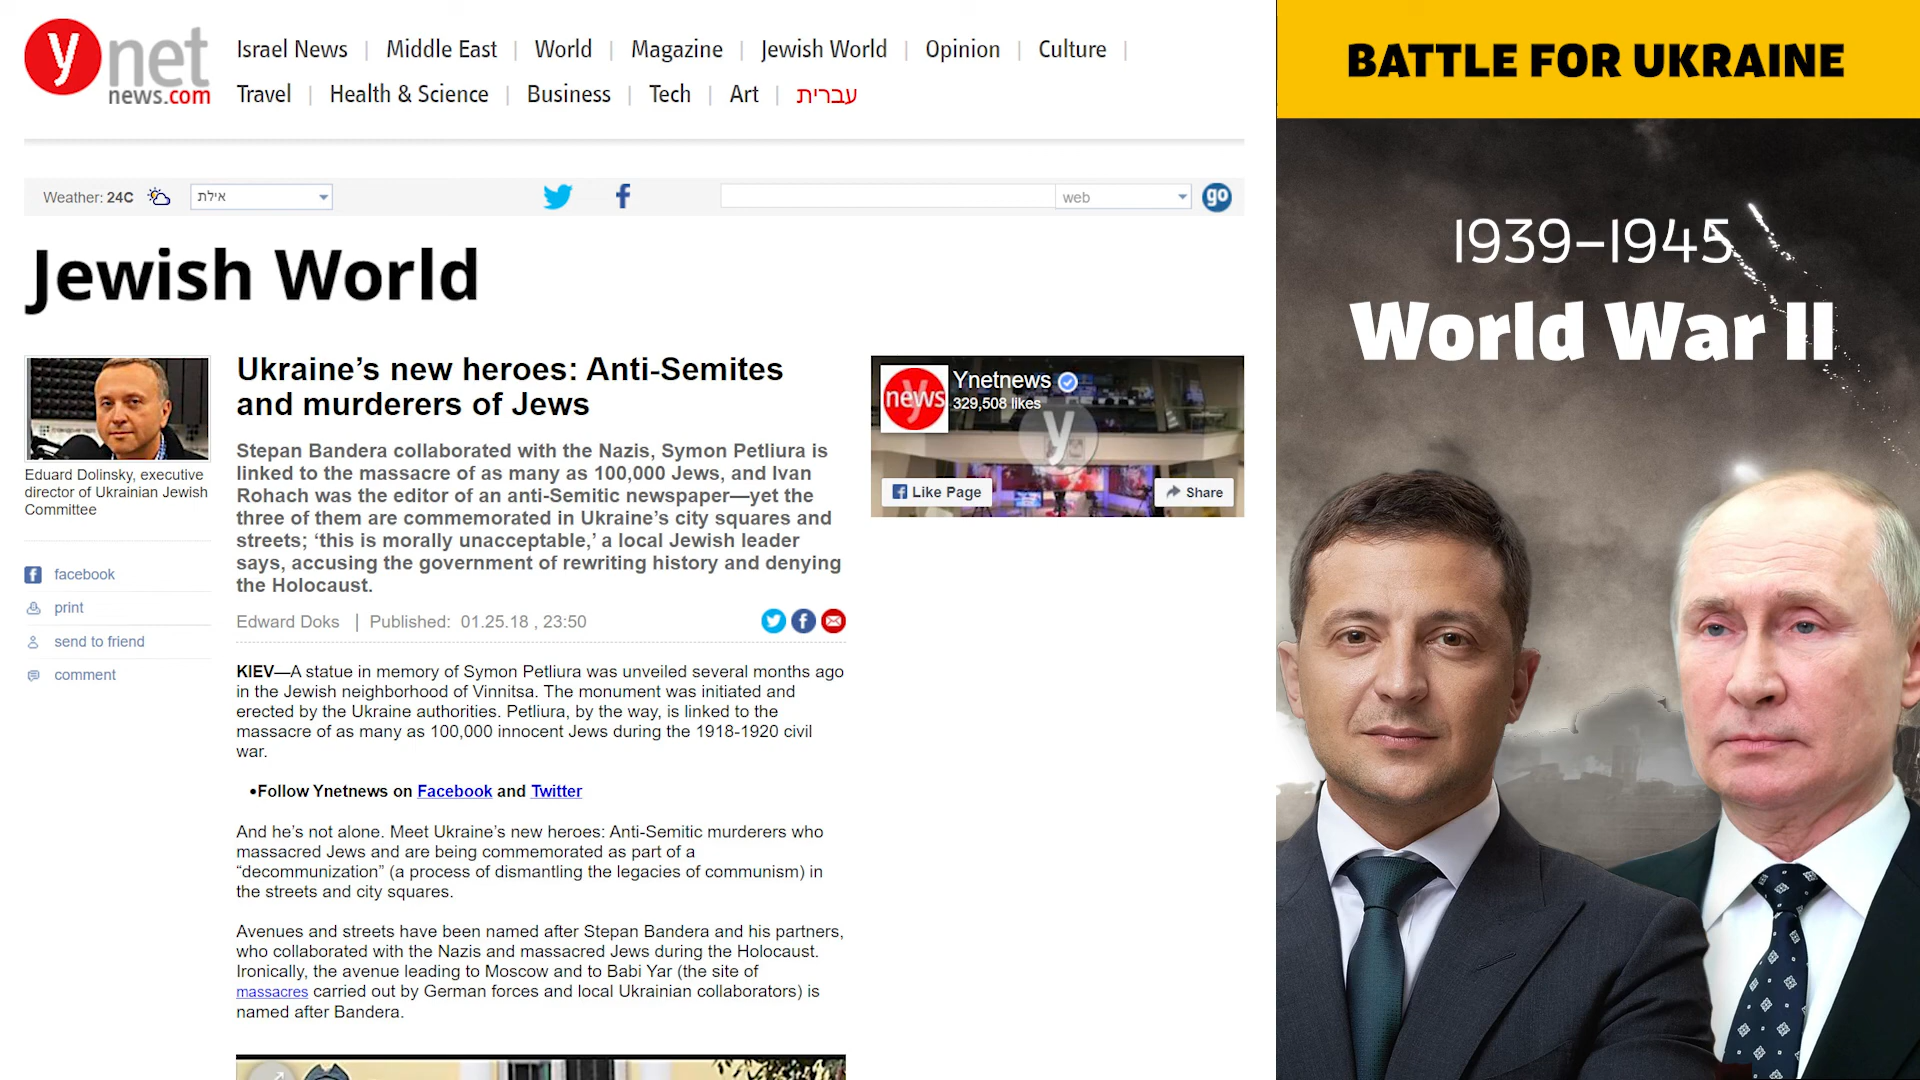 y net
news.com
Israel News | Middle East | World | Magazine | Jewish World | Opinion | Culture |
Travel | Health & Science | Business | Tech | Art | עברית
Weather: 24C
אילת
web
go
Jewish World
Eduard Dolinsky, executive
director of Ukrainian Jewish
Committee
facebook
print
send to friend
comment
Ukraine’s new heroes: Anti-Semites
and murderers of Jews
Stepan Bandera collaborated with the Nazis, Symon Petliura is
linked to the massacre of as many as 100,000 Jews, and Ivan
Rohach was the editor of an anti-Semitic newspaper—yet the
three of them are commemorated in Ukraine’s city squares and
streets; ‘this is morally unacceptable,’ a local Jewish leader
says, accusing the government of rewriting history and denying
the Holocaust.
Edward Doks | Published: 01.25.18 , 23:50
KIEV—A statue in memory of Symon Petliura was unveiled several months ago
in the Jewish neighborhood of Vinnitsa. The monument was initiated and
erected by the Ukraine authorities. Petliura, by the way, is linked to the
massacre of as many as 100,000 innocent Jews during the 1918-1920 civil
war.
•Follow Ynetnews on Facebook and Twitter
And he’s not alone. Meet Ukraine’s new heroes: Anti-Semitic murderers who
massacred Jews and are being commemorated as part of a
“decommunization” (a process of dismantling the legacies of communism) in
the streets and city squares.
Avenues and streets have been named after Stepan Bandera and his partners,
who collaborated with the Nazis and massacred Jews during the Holocaust.
Ironically, the avenue leading to Moscow and to Babi Yar (the site of
massacres carried out by German forces and local Ukrainian collaborators) is
named after Bandera.
y
news
Ynetnews
329,508 likes
y
Like Page
Share
BATTLE FOR UKRAINE
1939–1945
World War II